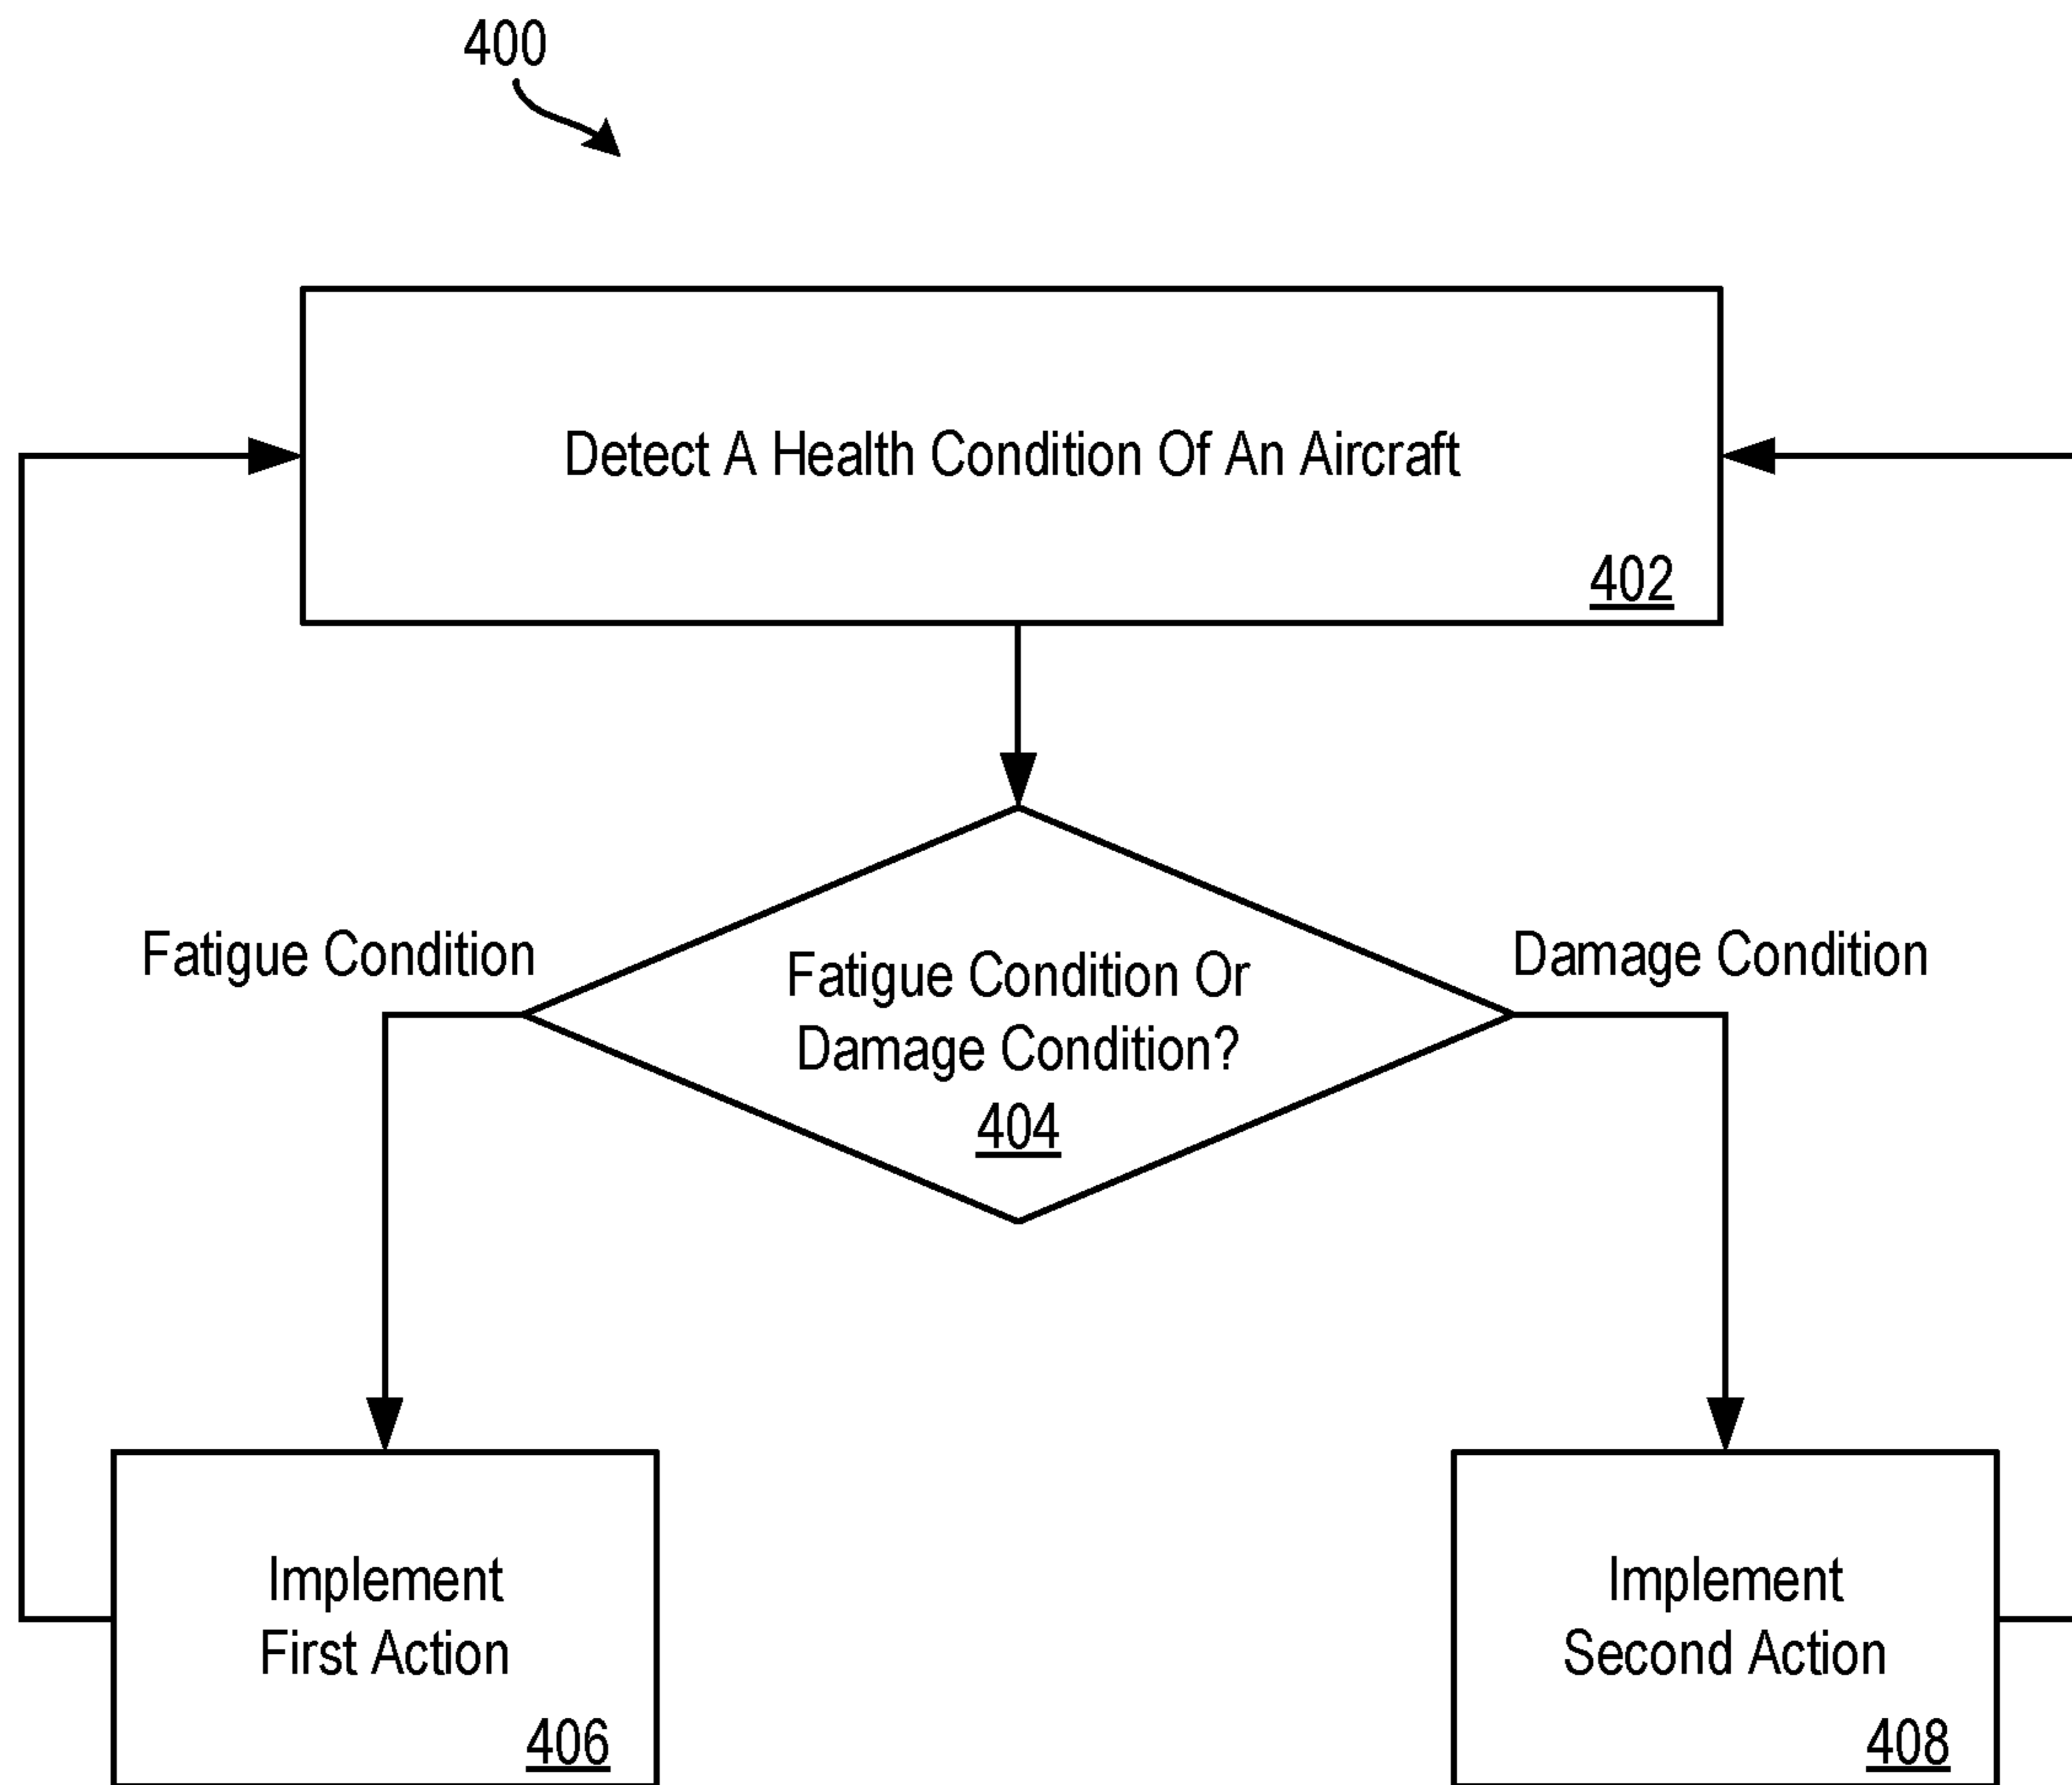 400
Detect A Health Condition Of An Aircraft
402
Fatigue Condition
Damage Condition
Fatigue Condition Or
Damage Condition?
404
Implement
First Action
406
Implement
Second Action
408